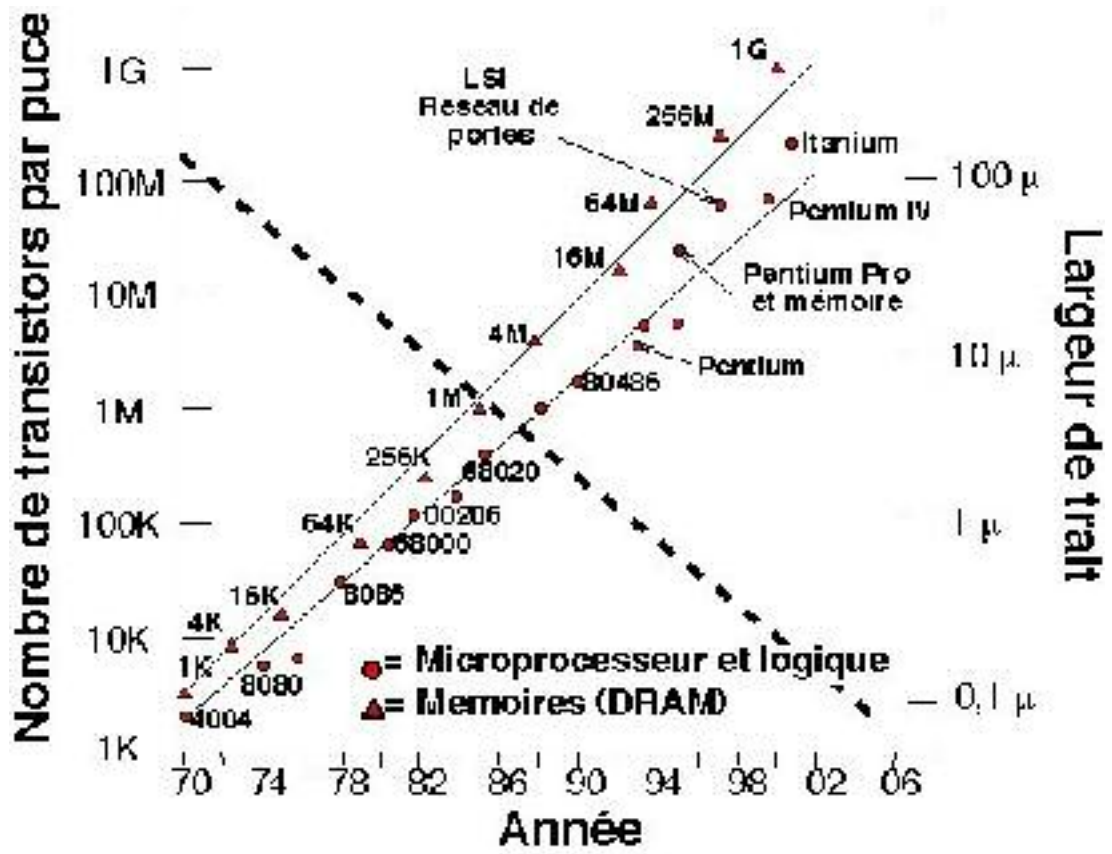 Nombre de transistors par puce
1G
100M
10M
1M
100K
10K
1K
LSI
Reseau de
portes
1G
256M
64M
16M
4M
1M
256K
64K
16K
4K
1K
Itanium
Pentium IV
Pentium Pro
et mémoire
Pentium
80486
68020
68000
8086
8080
4004
= Microprocesseur et logique
= Memoires (DRAM)
100 µ
10 µ
1 µ
0,1 µ
Largeur de trait
70 74 78 82 86 90 94 98 02 06
Année